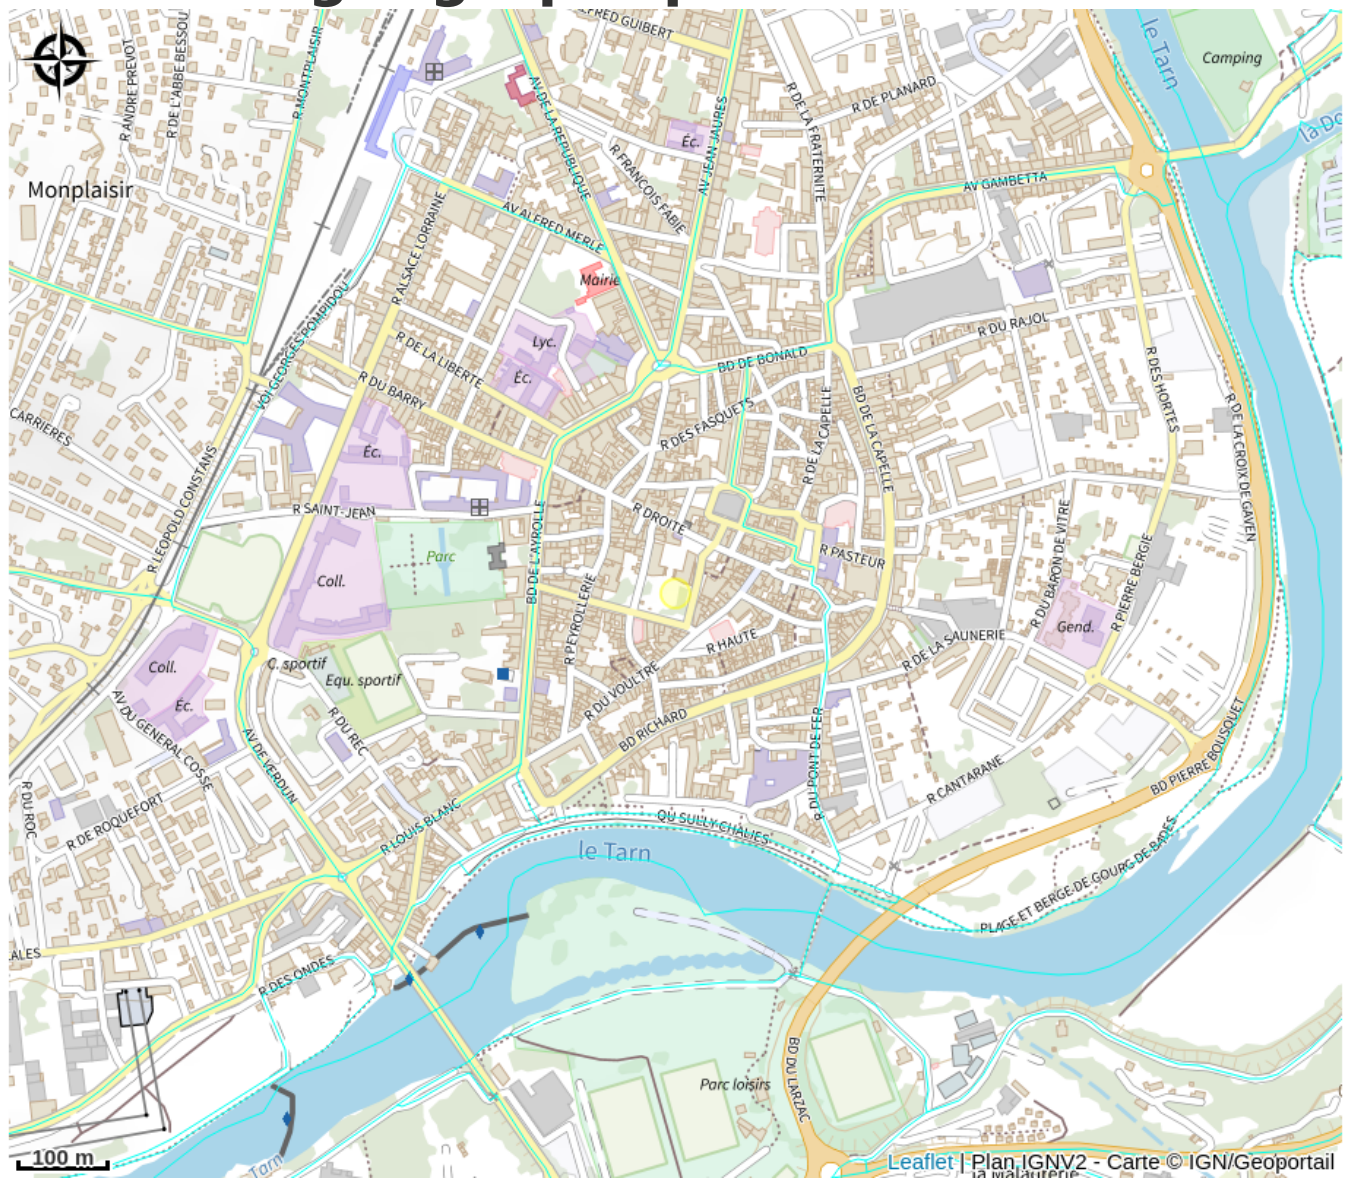 le Tarn
Camping
R ANDRE PREVOT
R DE L'ABBE BESSOU
R MONTPLAISIR
ALFRED GUIBERT
R DE PLANARD
R DE LA FRATERNITE
AV DE LA REPUBLIQUE
AV JEAN JAURES
Éc.
R FRANCOIS FABIE
Monplaisir
AV GAMBETTA
AV ALFRED MERLE
R ALSACE LORRAINE
Mairie
VOI GEORGES POMPIDOU
R DU RAJOL
Lyc.
R DE LA LIBERTE
BD DE BONALD
Éc.
R DU BARRY
R DES HORTES
R DES FASQUETS
R DE LA CAPELLE
BD DE LA CAPELLE
R DE LA CROIX DE GAVEN
CARRIERES
Éc.
R LEOPOLD CONSTANS
R SAINT-JEAN
R DROITE
BD DE L'AYROLLE
R PASTEUR
Parc
Coll.
R PEYROLLERIE
R DU BARON DE VITRE
R PIERRE BERGIE
Gend.
R HAUTE
R DE LA SAUNERIE
Coll.
C. sportif
Equ. sportif
R DU VOULTRE
Éc.
AV DU GENERAL COSSE
R DU REC
BD RICHARD
AV DE VERDUN
R DU PONT DE FER
BD PIERRE BOUSQUET
R CANTARANE
R DU ROC
R DE ROQUEFORT
R LOUIS BLANC
QU SULLY-CHALIES
le Tarn
PLAGE ET BERGE DE GOURG DE BADES
ALES
R DES ONDES
BD DU LARZAC
Parc loisirs
100 m
Tarn
Leaflet | Plan IGNV2 - Carte © IGN/Geoportail